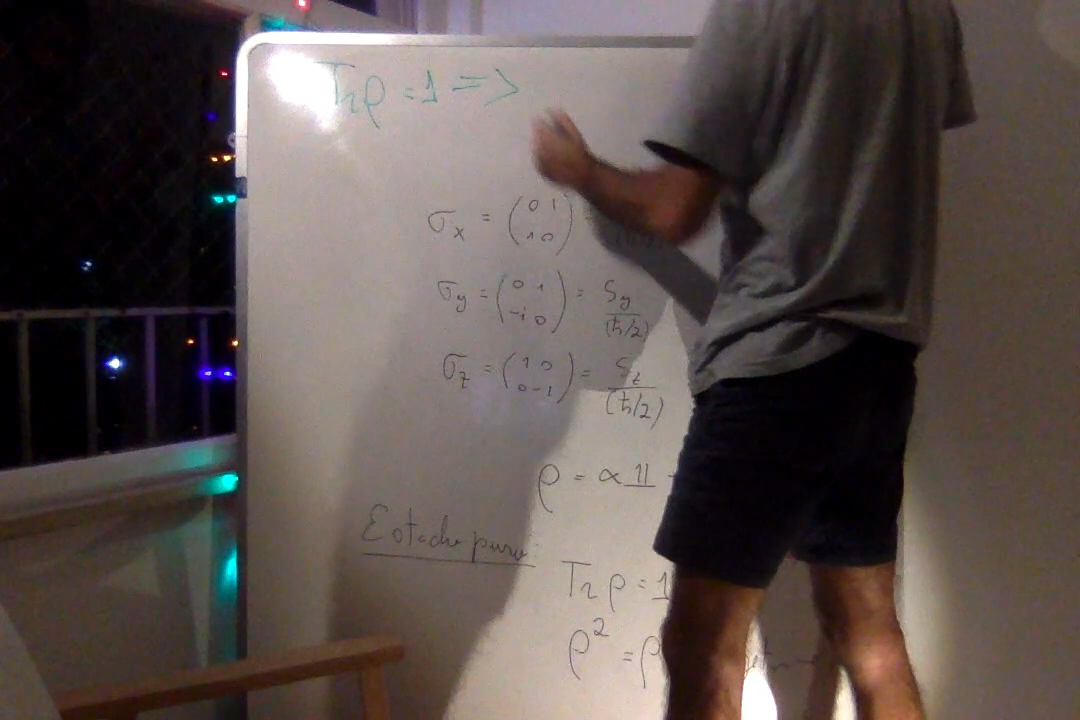 Tr ρ = 1 =>
σx = (0 1 1 0) =
σy = (0 1 -i 0) = Sy/(ħ/2)
σz = (1 0 0 -1) = Sz/(ħ/2)
ρ = α 𝟙
Estado puro
Tr ρ = 1
ρ² = ρ